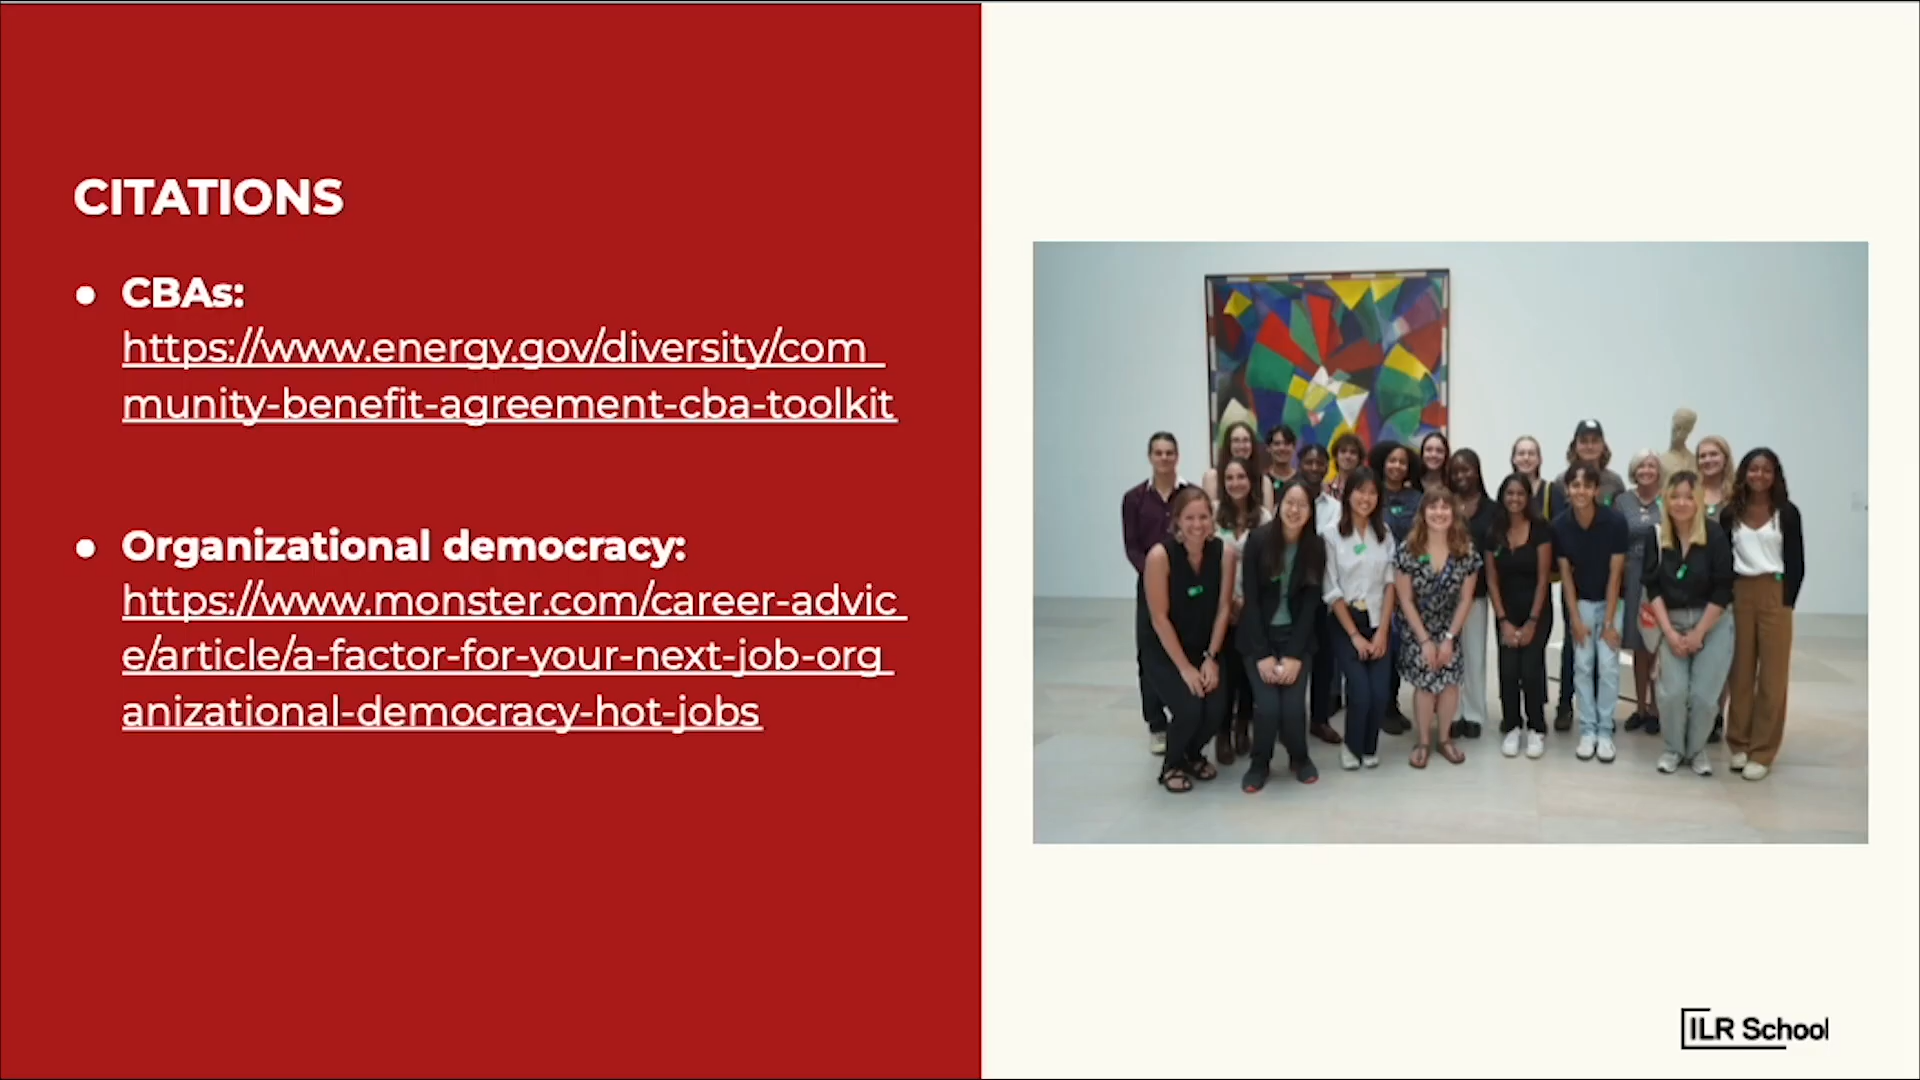 CITATIONS
● CBAs:
https://www.energy.gov/diversity/com
munity-benefit-agreement-cba-toolkit
● Organizational democracy:
https://www.monster.com/career-advic
e/article/a-factor-for-your-next-job-org
anizational-democracy-hot-jobs
ILR School